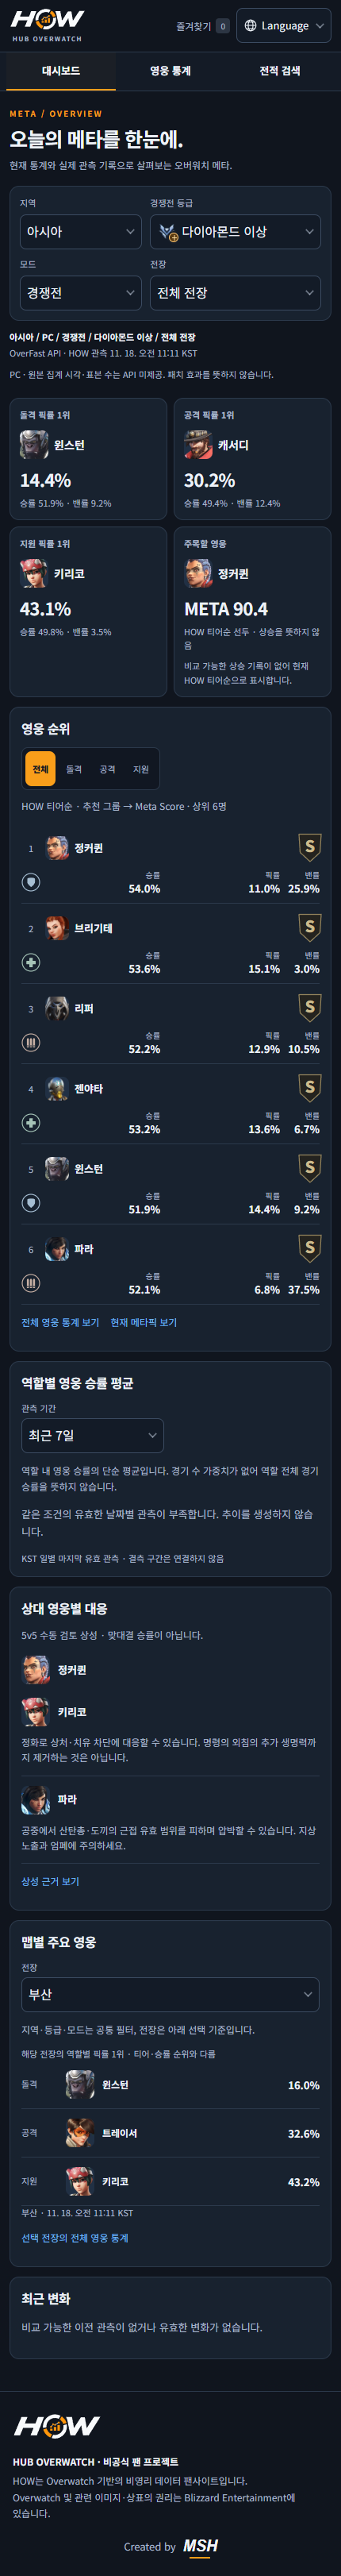 HOW
HUB OVERWATCH
즐겨찾기 0
Language
대시보드 영웅 통계 전적 검색
META / OVERVIEW
오늘의 메타를 한눈에.
현재 통계와 실제 관측 기록으로 살펴보는 오버워치 메타.
지역 경쟁전 등급
아시아 다이아몬드 이상
모드 전장
경쟁전 전체 전장
아시아 / PC / 경쟁전 / 다이아몬드 이상 / 전체 전장
OverFast API · HOW 관측 11. 18. 오전 11:11 KST
PC · 원본 집계 시각·표본 수는 API 미제공. 패치 효과를 뜻하지 않습니다.
돌격 픽률 1위
윈스턴
14.4%
승률 51.9% · 밴률 9.2%
공격 픽률 1위
캐서디
30.2%
승률 49.4% · 밴률 12.4%
지원 픽률 1위
키리코
43.1%
승률 49.8% · 밴률 3.5%
주목할 영웅
정커퀸
META 90.4
HOW 티어순 선두 · 상승을 뜻하지 않
음
비교 가능한 상승 기록이 없어 현재
HOW 티어순으로 표시합니다.
영웅 순위
전체 돌격 공격 지원
HOW 티어순 · 추천 그룹 → Meta Score · 상위 6명
1 정커퀸 S
승률 픽률 밴률
54.0% 11.0% 25.9%
2 브리기테 S
승률 픽률 밴률
53.6% 15.1% 3.0%
3 리퍼 S
승률 픽률 밴률
52.2% 12.9% 10.5%
4 젠야타 S
승률 픽률 밴률
53.2% 13.6% 6.7%
5 윈스턴 S
승률 픽률 밴률
51.9% 14.4% 9.2%
6 파라 S
승률 픽률 밴률
52.1% 6.8% 37.5%
전체 영웅 통계 보기 현재 메타픽 보기
역할별 영웅 승률 평균
관측 기간
최근 7일
역할 내 영웅 승률의 단순 평균입니다. 경기 수 가중치가 없어 역할 전체 경기
승률을 뜻하지 않습니다.
같은 조건의 유효한 날짜별 관측이 부족합니다. 추이를 생성하지 않습
니다.
KST 일별 마지막 유효 관측 · 결측 구간은 연결하지 않음
상대 영웅별 대응
5v5 수동 검토 상성 · 맞대결 승률이 아닙니다.
정커퀸
키리코
정화로 상처·치유 차단에 대응할 수 있습니다. 명령의 외침의 추가 생명력까
지 제거하는 것은 아닙니다.
파라
공중에서 산탄총·도끼의 근접 유효 범위를 피하며 압박할 수 있습니다. 지상
노출과 엄폐에 주의하세요.
상성 근거 보기
맵별 주요 영웅
전장
부산
지역·등급·모드는 공통 필터, 전장은 아래 선택 기준입니다.
해당 전장의 역할별 픽률 1위 · 티어·승률 순위와 다름
돌격 윈스턴 16.0%
공격 트레이서 32.6%
지원 키리코 43.2%
부산 · 11. 18. 오전 11:11 KST
선택 전장의 전체 영웅 통계
최근 변화
비교 가능한 이전 관측이 없거나 유효한 변화가 없습니다.
HOW
HUB OVERWATCH · 비공식 팬 프로젝트
HOW는 Overwatch 기반의 비영리 데이터 팬사이트입니다.
Overwatch 및 관련 이미지·상표의 권리는 Blizzard Entertainment에
있습니다.
Created by MSH